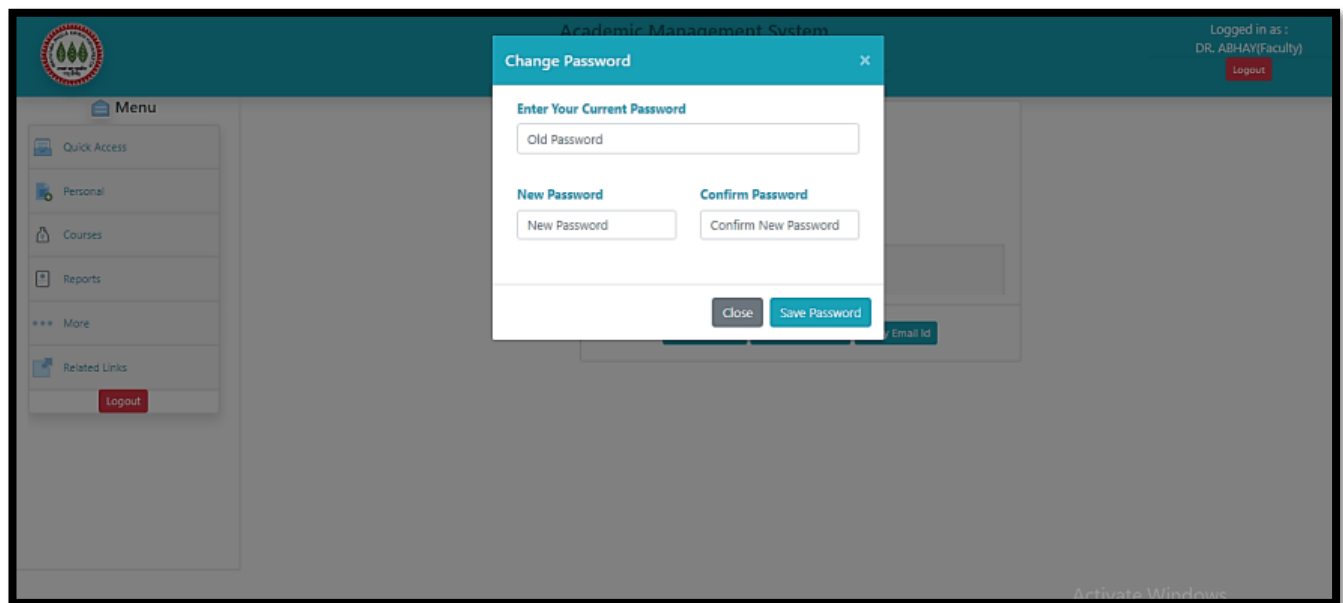 Academic Management System
Logged in as :
DR. ABHAY(Faculty)
Logout
Change Password
×
Enter Your Current Password
Old Password
New Password
Confirm Password
New Password
Confirm New Password
Close
Save Password
Menu
Quick Access
Personal
Courses
Reports
More
Related Links
Logout
Email Id
Activate Windows